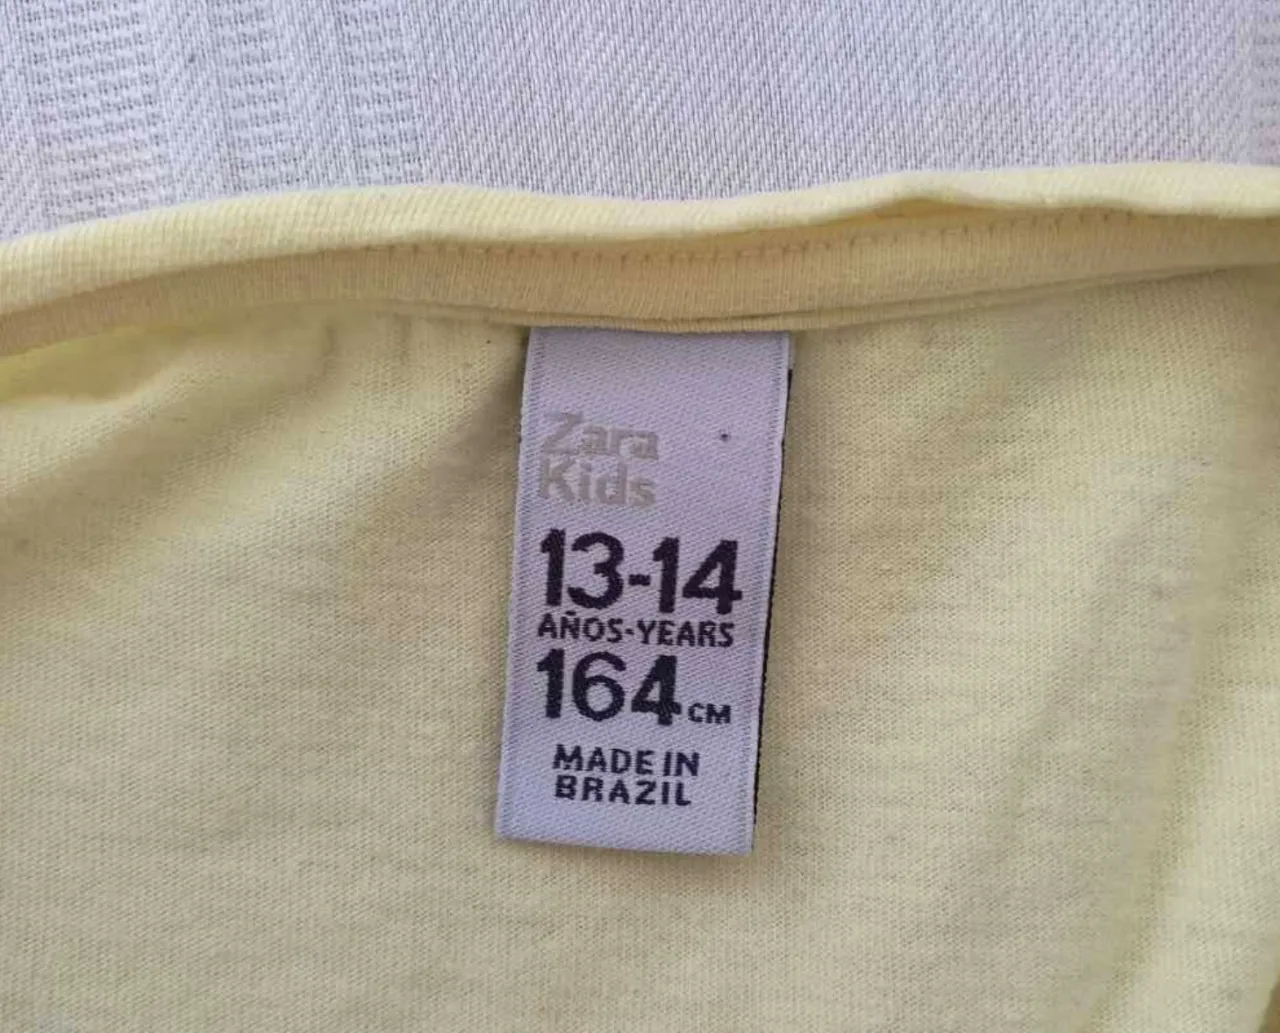 Zara
Kids
13-14
AÑOS-YEARS
164 CM
MADE IN
BRAZIL